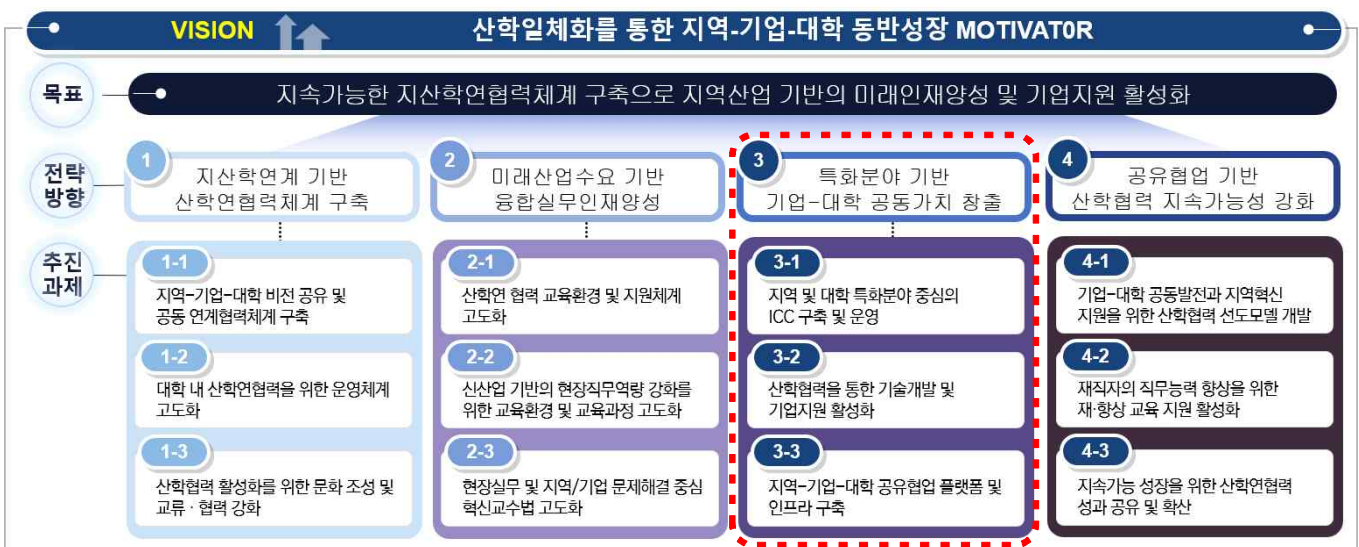 VISION 산학일체화를 통한 지역-기업-대학 동반성장 MOTIVAT0R
목표
지속가능한 지산학연협력체계 구축으로 지역산업 기반의 미래인재양성 및 기업지원 활성화
전략
방향
1
지산학연계 기반
산학연협력체계 구축
2
미래산업수요 기반
융합실무인재양성
3
특화분야 기반
기업-대학 공동가치 창출
4
공유협업 기반
산학협력 지속가능성 강화
추진
과제
1-1
지역-기업-대학 비전 공유 및
공동 연계협력체계 구축
1-2
대학 내 산학연협력을 위한 운영체계
고도화
1-3
산학협력 활성화를 위한 문화 조성 및
교류·협력 강화
2-1
산학연 협력 교육환경 및 지원체계
고도화
2-2
신산업 기반의 현장직무역량 강화를
위한 교육환경 및 교육과정 고도화
2-3
현장실무 및 지역/기업 문제해결 중심
혁신교수법 고도화
3-1
지역 및 대학 특화분야 중심의
ICC 구축 및 운영
3-2
산학협력을 통한 기술개발 및
기업지원 활성화
3-3
지역-기업-대학 공유협업 플랫폼 및
인프라 구축
4-1
기업-대학 공동발전과 지역혁신
지원을 위한 산학협력 선도모델 개발
4-2
재직자의 직무능력 향상을 위한
재·향상 교육 지원 활성화
4-3
지속가능 성장을 위한 산학연협력
성과 공유 및 확산